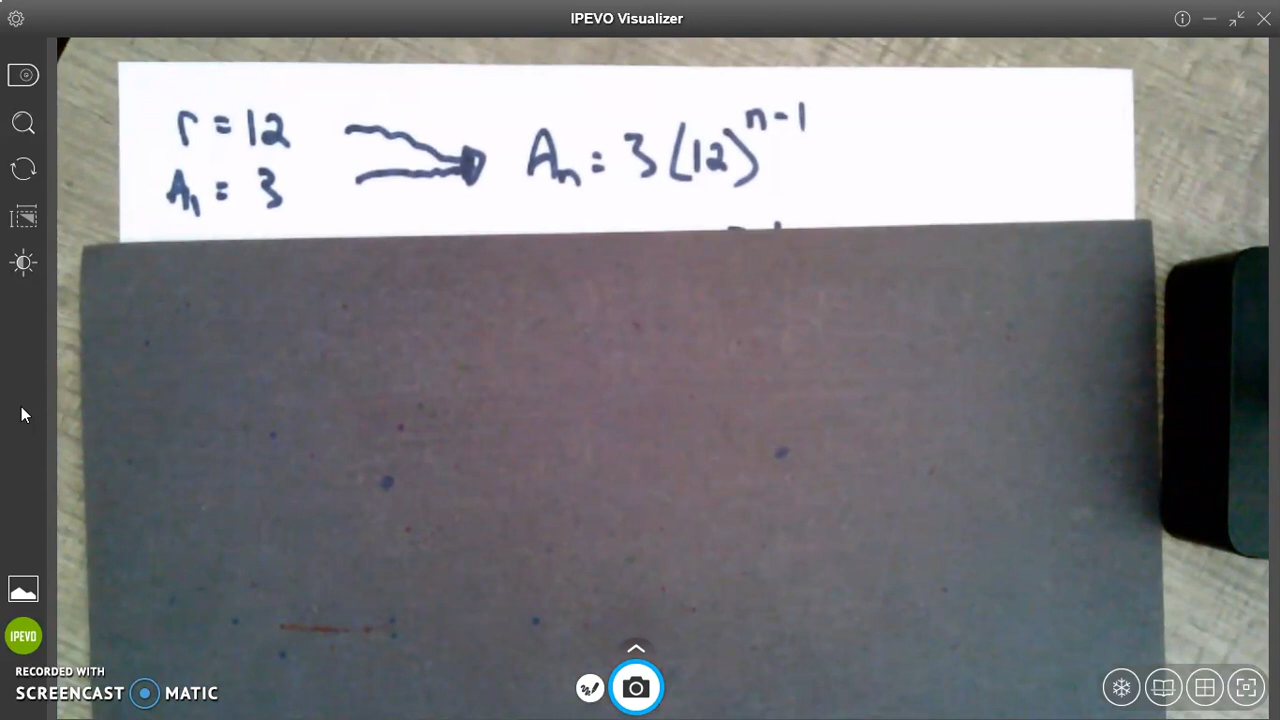 IPEVO Visualizer
r = 12
A₁ = 3
Aₙ = 3(12)ⁿ⁻¹
IPEVO
RECORDED WITH
SCREENCAST MATIC